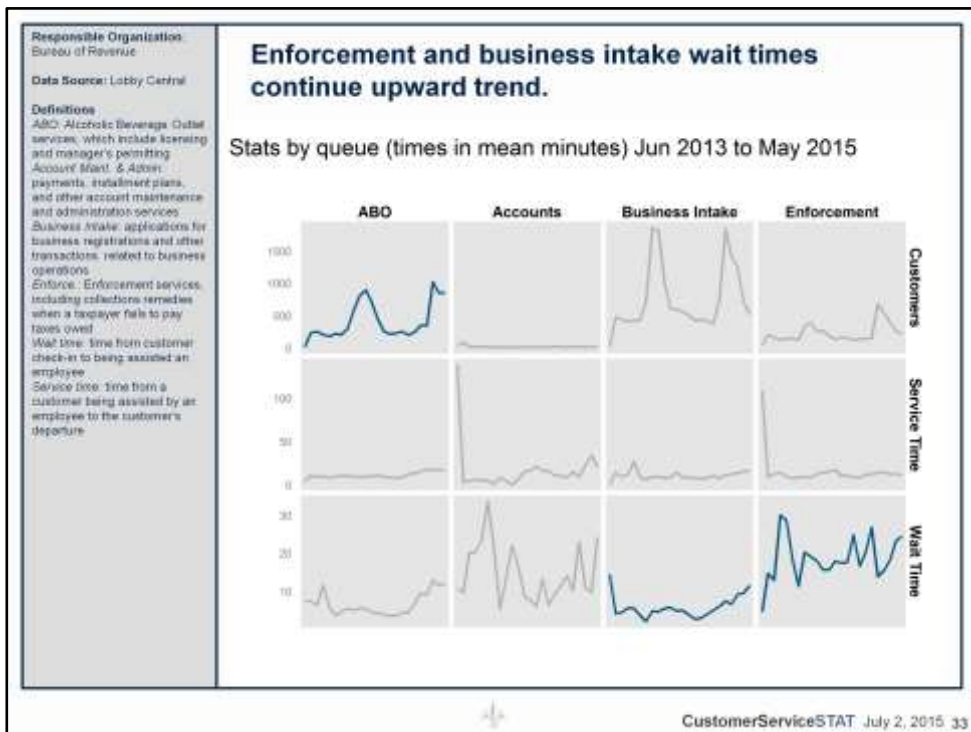 Responsible Organization:
Bureau of Revenue
Data Source: Lobby Central
Definitions
ABO: Alcoholic Beverage Outlet
services, which include licensing
and manager's permitting
Account Maint. & Admin:
payments, installment plans,
and other account maintenance
and administration services
Business Intake: applications for
business registrations and other
transactions, related to business
operations
Enforce.: Enforcement services,
including collections remedies
when a taxpayer fails to pay
taxes owed
Wait time: time from customer
check-in to being assisted an
employee
Service time: time from a
customer being assisted by an
employee to the customer's
departure
Enforcement and business intake wait times
continue upward trend.
Stats by queue (times in mean minutes) Jun 2013 to May 2015
ABO Accounts Business Intake Enforcement
1500
1000
500
0
Customers
100
50
0
Service Time
30
20
10
Wait Time
CustomerServiceSTAT July 2, 2015 33